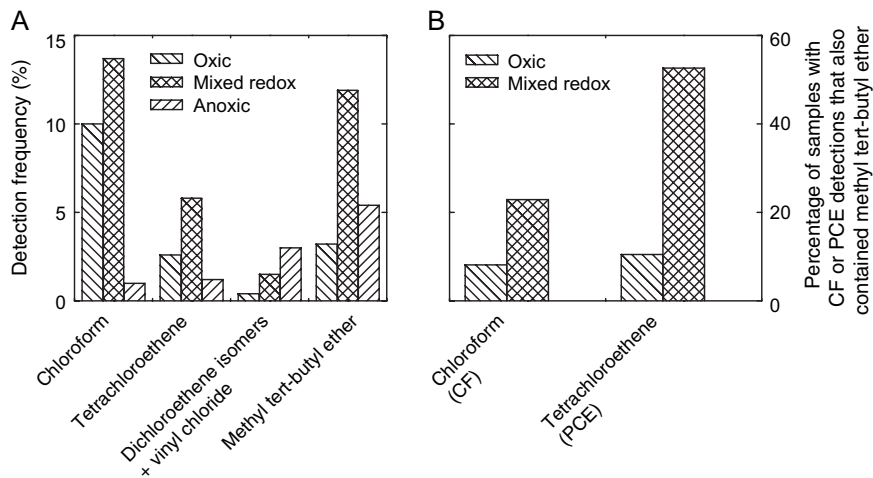 A
Detection frequency (%)
15
10
5
0
Oxic
Mixed redox
Anoxic
Chloroform
Tetrachloroethene
Dichloroethene isomers
+ vinyl chloride
Methyl tert-butyl ether
B
Oxic
Mixed redox
60
40
20
0
Percentage of samples with
CF or PCE detections that also
contained methyl tert-butyl ether
Chloroform
(CF)
Tetrachloroethene
(PCE)